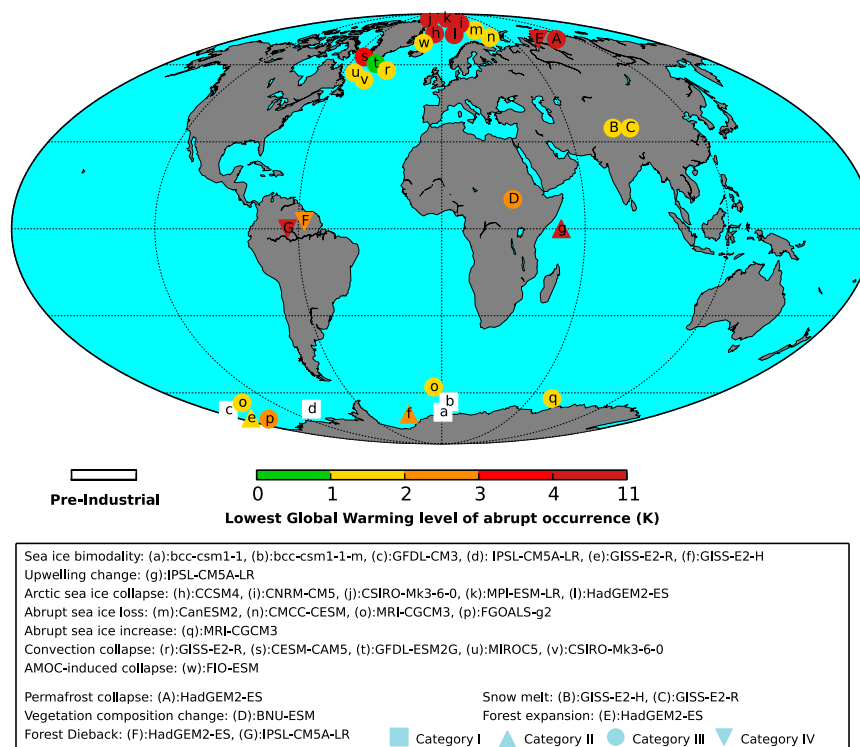 j k i
h l m n E A
w
s t r
u v
B C
D
F
G g
o
o b q
c d a
e p f
Pre-Industrial
0 1 2 3 4 11
Lowest Global Warming level of abrupt occurrence (K)
Sea ice bimodality: (a):bcc-csm1-1, (b):bcc-csm1-1-m, (c):GFDL-CM3, (d): IPSL-CM5A-LR, (e):GISS-E2-R, (f):GISS-E2-H
Upwelling change: (g):IPSL-CM5A-LR
Arctic sea ice collapse: (h):CCSM4, (i):CNRM-CM5, (j):CSIRO-Mk3-6-0, (k):MPI-ESM-LR, (l):HadGEM2-ES
Abrupt sea ice loss: (m):CanESM2, (n):CMCC-CESM, (o):MRI-CGCM3, (p):FGOALS-g2
Abrupt sea ice increase: (q):MRI-CGCM3
Convection collapse: (r):GISS-E2-R, (s):CESM-CAM5, (t):GFDL-ESM2G, (u):MIROC5, (v):CSIRO-Mk3-6-0
AMOC-induced collapse: (w):FIO-ESM
Permafrost collapse: (A):HadGEM2-ES
Snow melt: (B):GISS-E2-H, (C):GISS-E2-R
Vegetation composition change: (D):BNU-ESM
Forest expansion: (E):HadGEM2-ES
Forest Dieback: (F):HadGEM2-ES, (G):IPSL-CM5A-LR
Category I Category II Category III Category IV